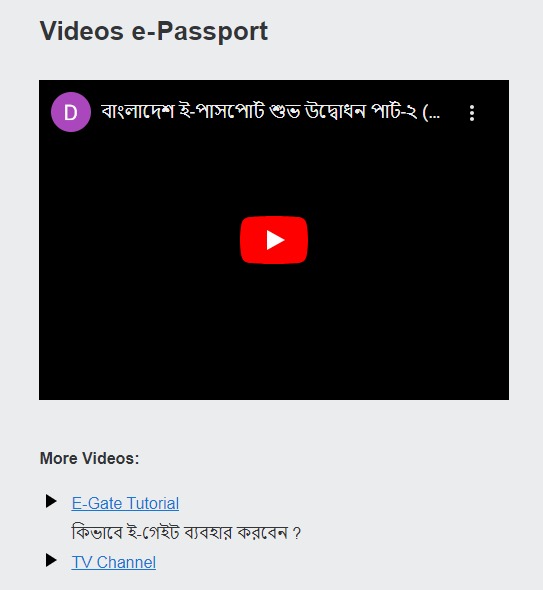 Videos e-Passport
D
বাংলাদেশ ই-পাসপোর্ট শুভ উদ্বোধন পার্ট-২ (...
More Videos:
E-Gate Tutorial
কিভাবে ই-গেইট ব্যবহার করবেন ?
TV Channel